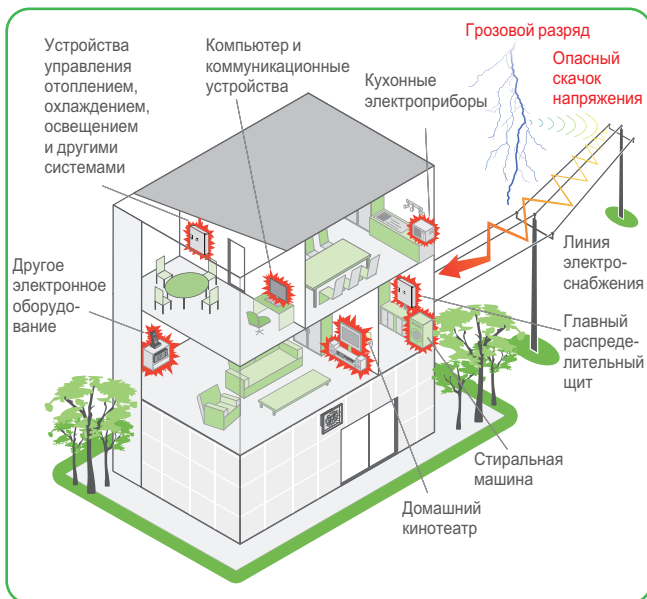 Устройства
управления
отоплением,
охлаждением,
освещением
и другими
системами
Компьютер и
коммуникационные
устройства
Кухонные
электроприборы
Грозовой разряд
Опасный
скачок
напряжения
Другое
электронное
оборудо-
вание
Линия
электро-
снабжения
Главный
распреде-
лительный
щит
Стиральная
машина
Домашний
кинотеатр